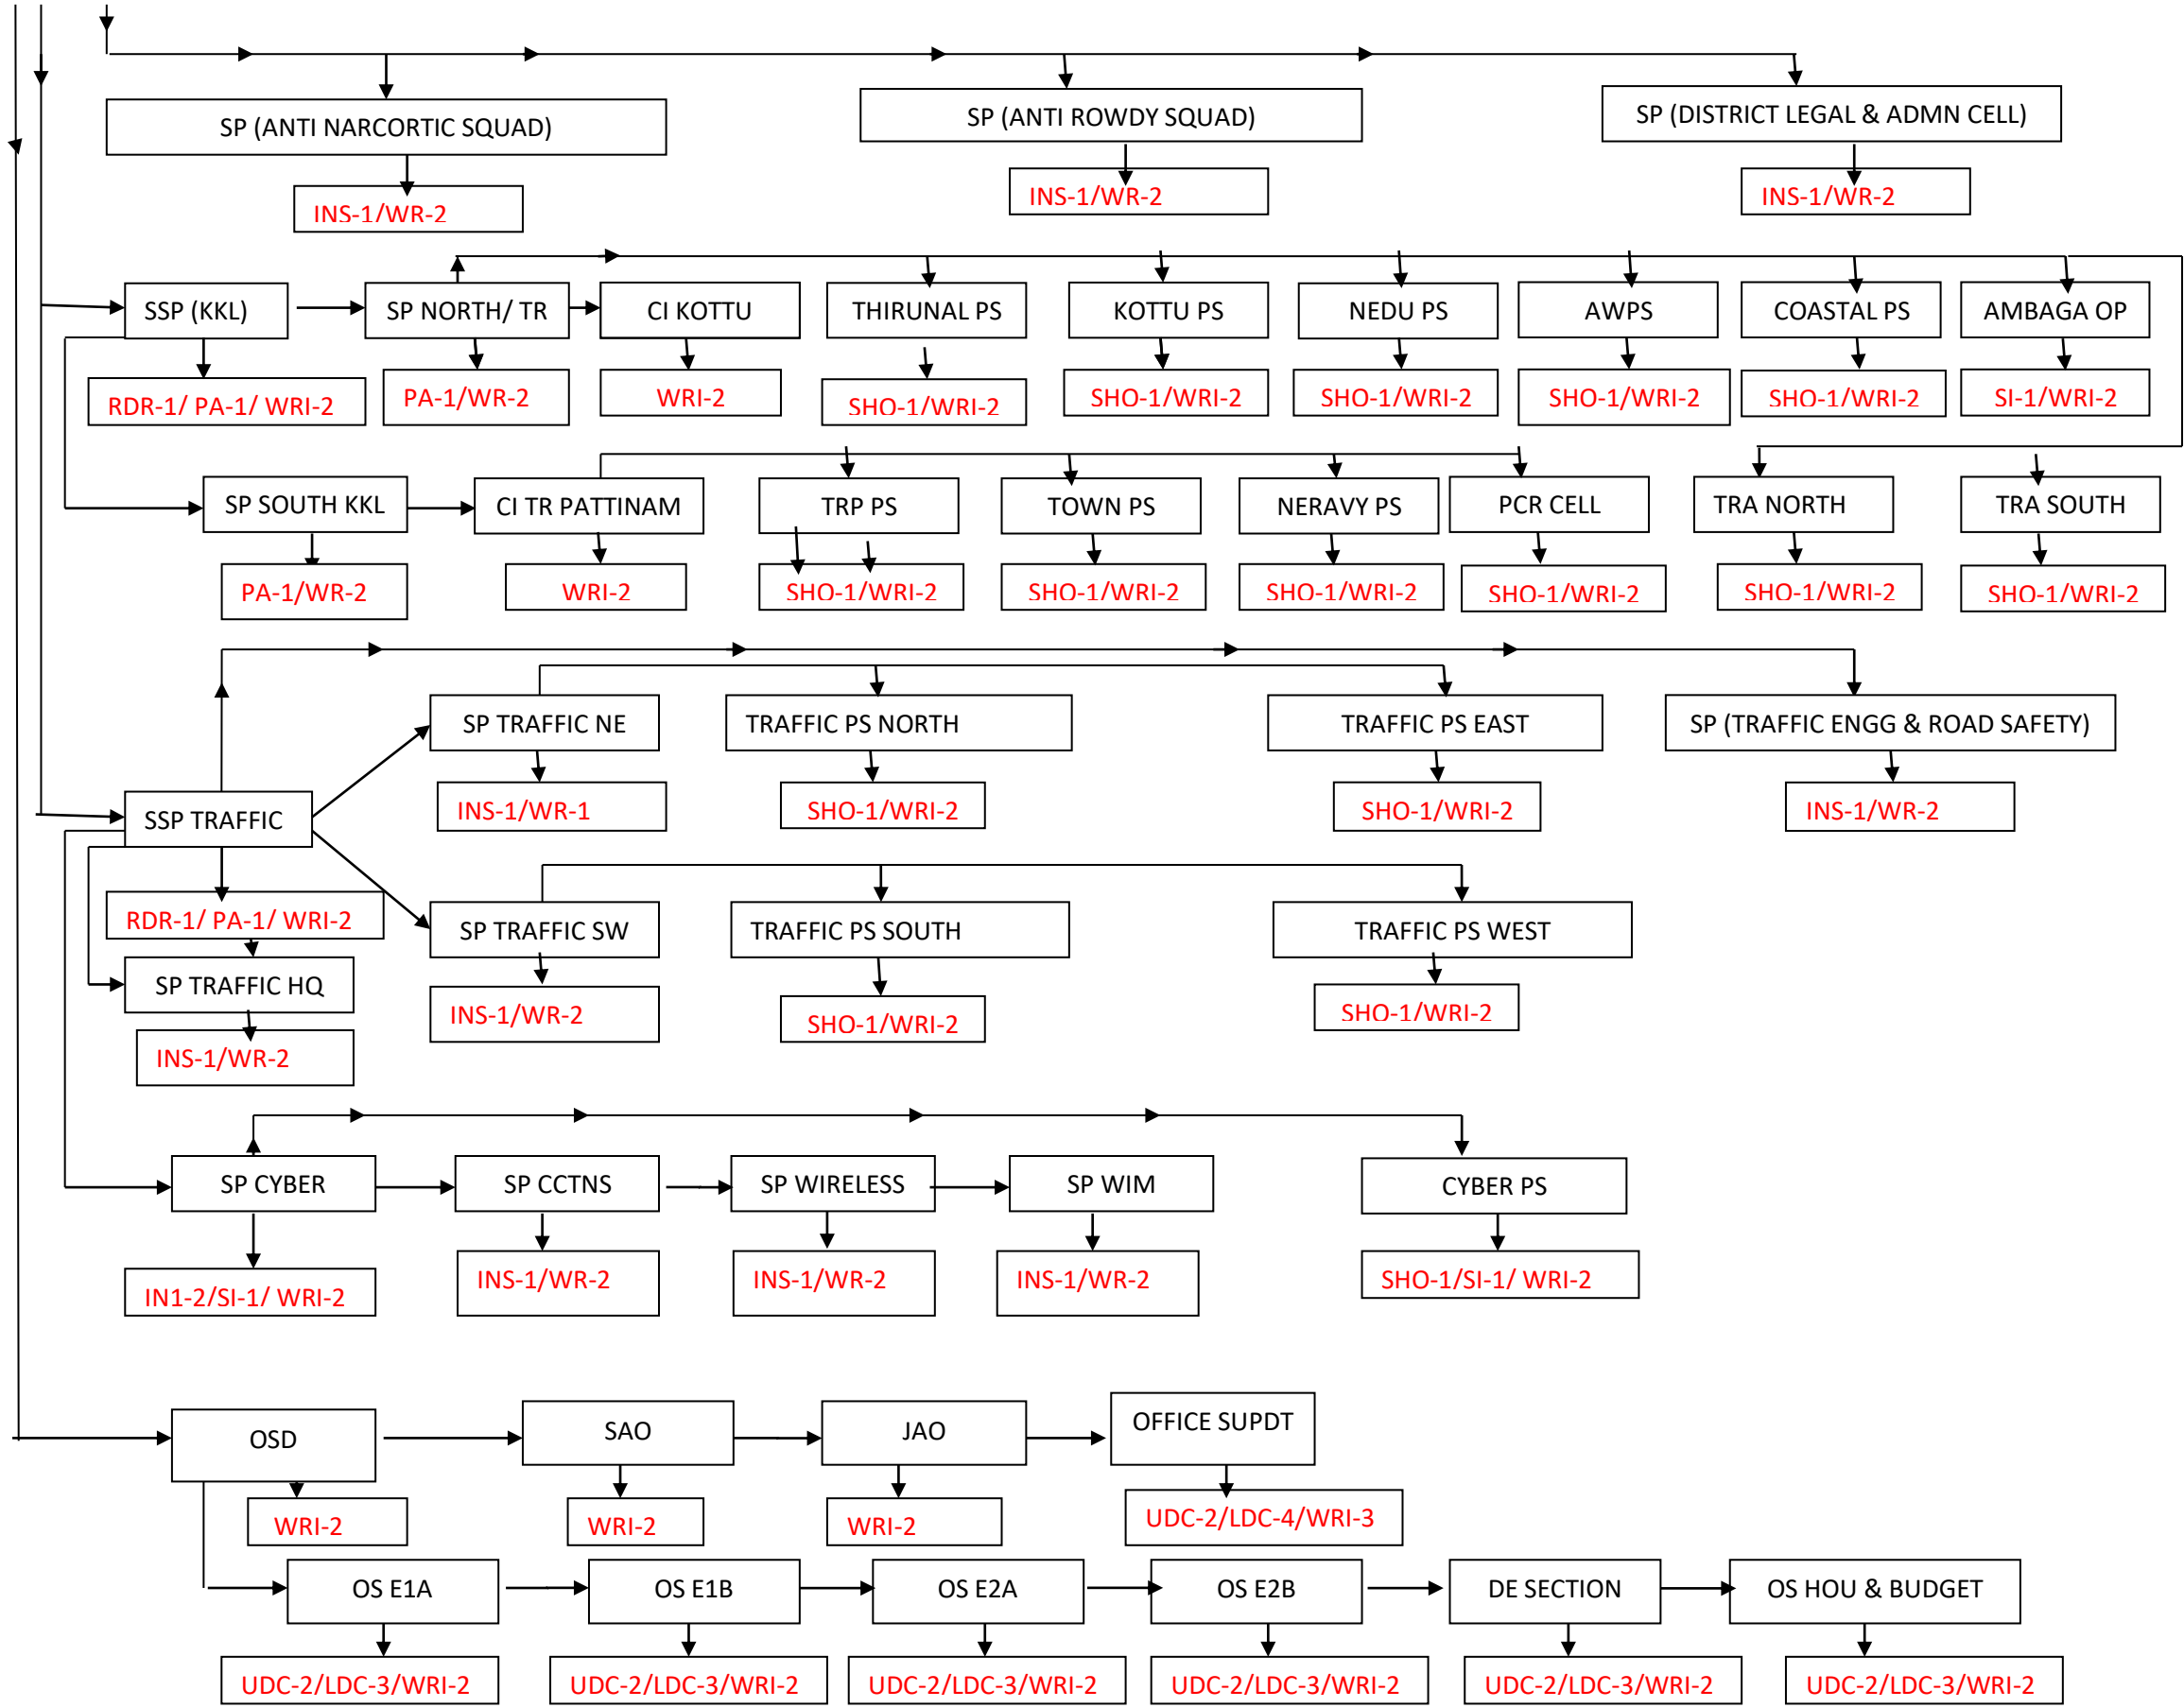 SP (ANTI NARCORTIC SQUAD)
SP (ANTI ROWDY SQUAD)
SP (DISTRICT LEGAL & ADMN CELL)
INS-1/WR-2
INS-1/WR-2
INS-1/WR-2
SSP (KKL)
SP NORTH/ TR
CI KOTTU
THIRUNAL PS
KOTTU PS
NEDU PS
AWPS
COASTAL PS
AMBAGA OP
RDR-1/ PA-1/ WRI-2
PA-1/WR-2
WRI-2
SHO-1/WRI-2
SHO-1/WRI-2
SHO-1/WRI-2
SHO-1/WRI-2
SHO-1/WRI-2
SI-1/WRI-2
SP SOUTH KKL
CI TR PATTINAM
TRP PS
TOWN PS
NERAVY PS
PCR CELL
TRA NORTH
TRA SOUTH
PA-1/WR-2
WRI-2
SHO-1/WRI-2
SHO-1/WRI-2
SHO-1/WRI-2
SHO-1/WRI-2
SHO-1/WRI-2
SHO-1/WRI-2
SP TRAFFIC NE
TRAFFIC PS NORTH
TRAFFIC PS EAST
SP (TRAFFIC ENGG & ROAD SAFETY)
SSP TRAFFIC
INS-1/WR-1
SHO-1/WRI-2
SHO-1/WRI-2
INS-1/WR-2
RDR-1/ PA-1/ WRI-2
SP TRAFFIC SW
TRAFFIC PS SOUTH
TRAFFIC PS WEST
SP TRAFFIC HQ
INS-1/WR-2
SHO-1/WRI-2
SHO-1/WRI-2
INS-1/WR-2
SP CYBER
SP CCTNS
SP WIRELESS
SP WIM
CYBER PS
IN1-2/SI-1/ WRI-2
INS-1/WR-2
INS-1/WR-2
INS-1/WR-2
SHO-1/SI-1/ WRI-2
OSD
SAO
JAO
OFFICE SUPDT
WRI-2
WRI-2
WRI-2
UDC-2/LDC-4/WRI-3
OS E1A
OS E1B
OS E2A
OS E2B
DE SECTION
OS HOU & BUDGET
UDC-2/LDC-3/WRI-2
UDC-2/LDC-3/WRI-2
UDC-2/LDC-3/WRI-2
UDC-2/LDC-3/WRI-2
UDC-2/LDC-3/WRI-2
UDC-2/LDC-3/WRI-2